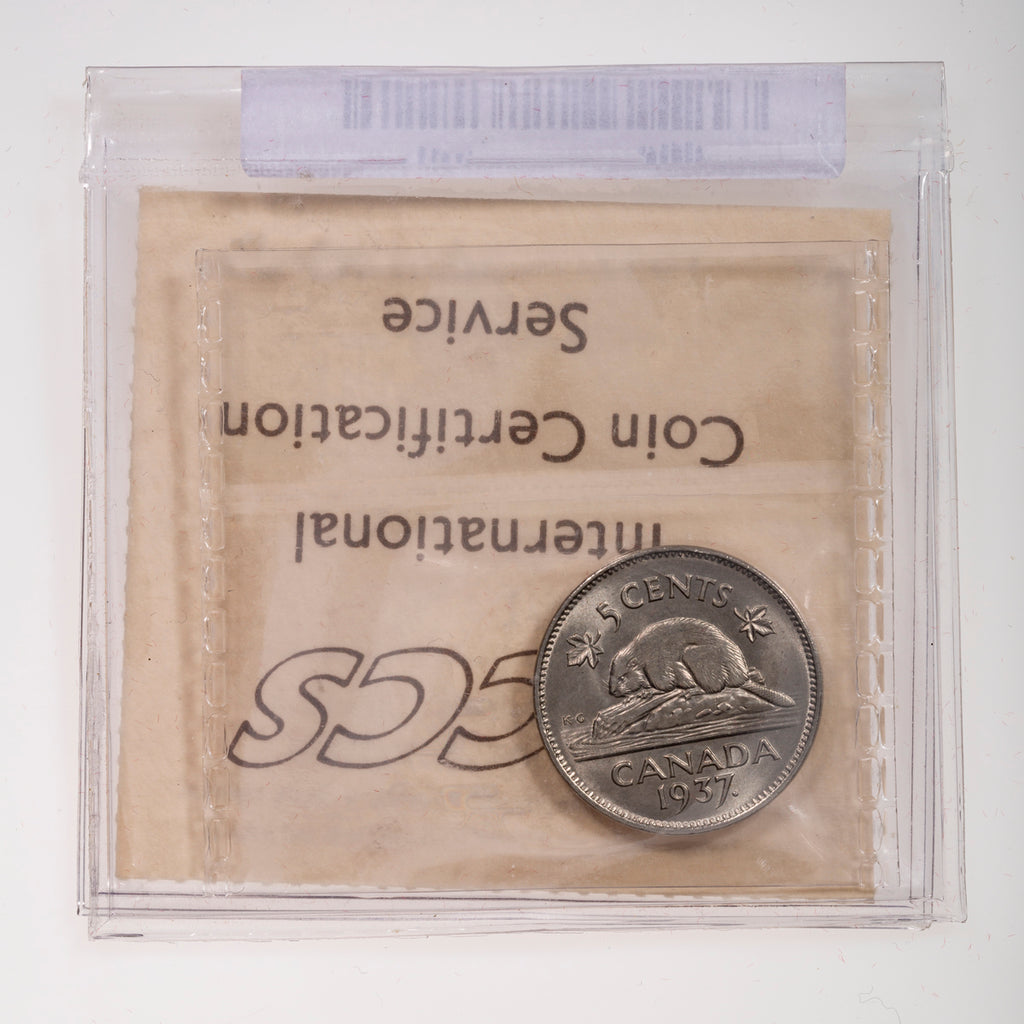 Service
Coin Certification
International
ICCS
5 CENTS
KG
CANADA
1937.